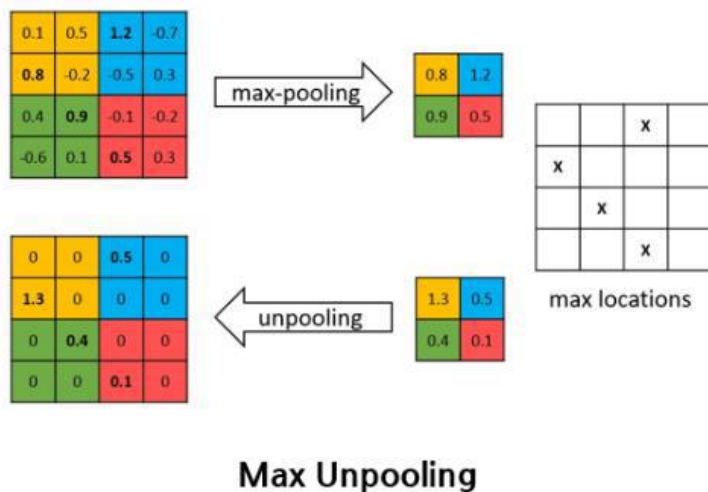 0.1 0.5 1.2 -0.7
0.8 -0.2 -0.5 0.3
0.4 0.9 -0.1 -0.2
-0.6 0.1 0.5 0.3
max-pooling
0.8 1.2
0.9 0.5
X
X
X
X
max locations
0 0 0.5 0
1.3 0 0 0
0 0.4 0 0
0 0 0.1 0
unpooling
1.3 0.5
0.4 0.1
Max Unpooling